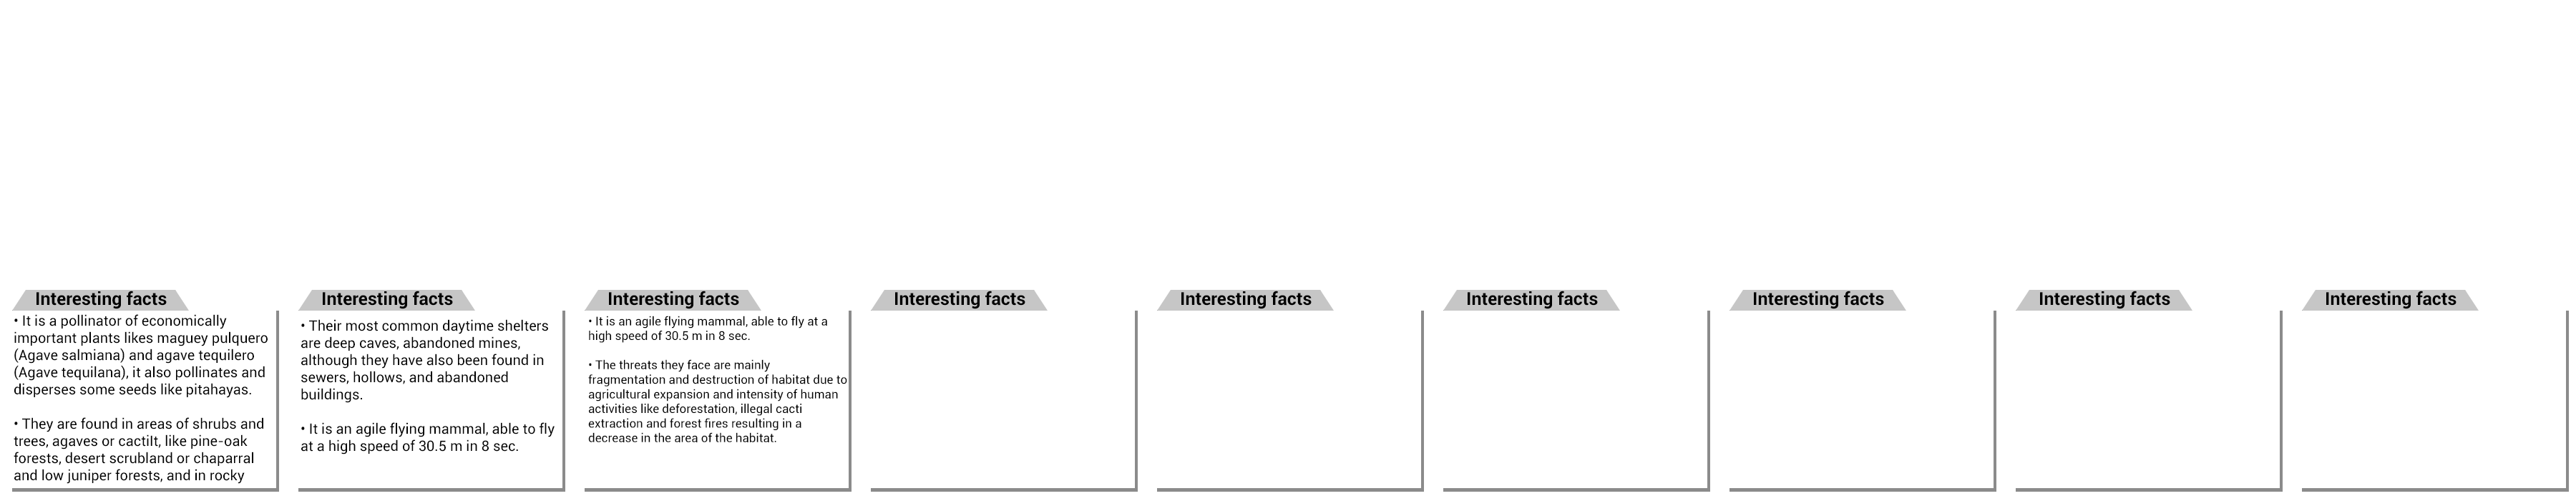 Interesting facts
• It is a pollinator of economically
important plants likes maguey pulquero
(Agave salmiana) and agave tequilero
(Agave tequilana), it also pollinates and
disperses some seeds like pitahayas.
• They are found in areas of shrubs and
trees, agaves or cactilt, like pine-oak
forests, desert scrubland or chaparral
and low juniper forests, and in rocky
Interesting facts
• Their most common daytime shelters
are deep caves, abandoned mines,
although they have also been found in
sewers, hollows, and abandoned
buildings.
• It is an agile flying mammal, able to fly
at a high speed of 30.5 m in 8 sec.
Interesting facts
• It is an agile flying mammal, able to fly at a
high speed of 30.5 m in 8 sec.
• The threats they face are mainly
fragmentation and destruction of habitat due to
agricultural expansion and intensity of human
activities like deforestation, illegal cacti
extraction and forest fires resulting in a
decrease in the area of the habitat.
Interesting facts
Interesting facts
Interesting facts
Interesting facts
Interesting facts
Interesting facts